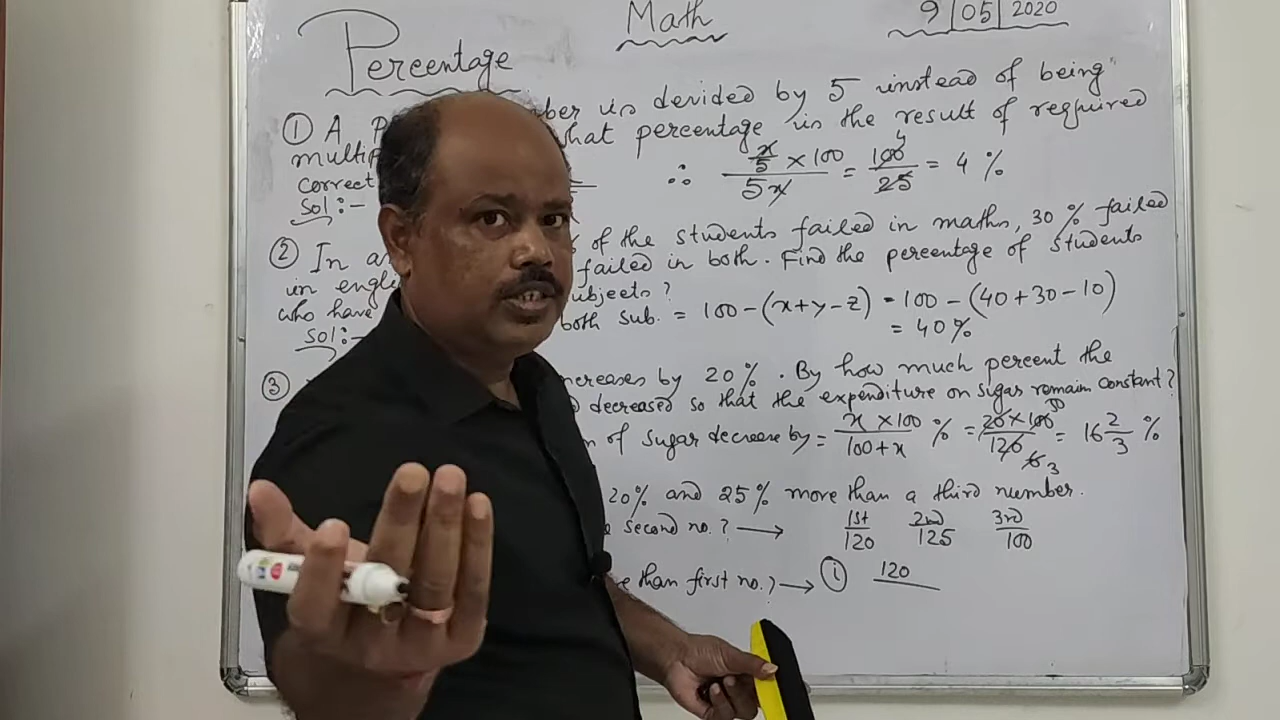 Math
9/05/2020
Percentage
① A ber is devided by 5 instead of being
multip hat percentage is the result of required
correct ∴ x/5 × 100 / 5x = 100/25 = 4 %
Sol:-
② In a % of the students failed in maths, 30 % failed
in engli failed in both. Find the percentage of students
who have ubjects?
Sol:- both sub. = 100 - (x+y-z) = 100 - (40+30-10)
= 40%
③ ncreases by 20%. By how much percent the
decreased so that the expenditure on sugar remain constant?
n of sugar decrease by = x × 100 / 100+x % = 20×100 / 120 = 16 2/3 %
20% and 25% more than a third number.
e second no.? → 1st/120 2nd/125 3rd/100
e than first no.? → ⓘ 120